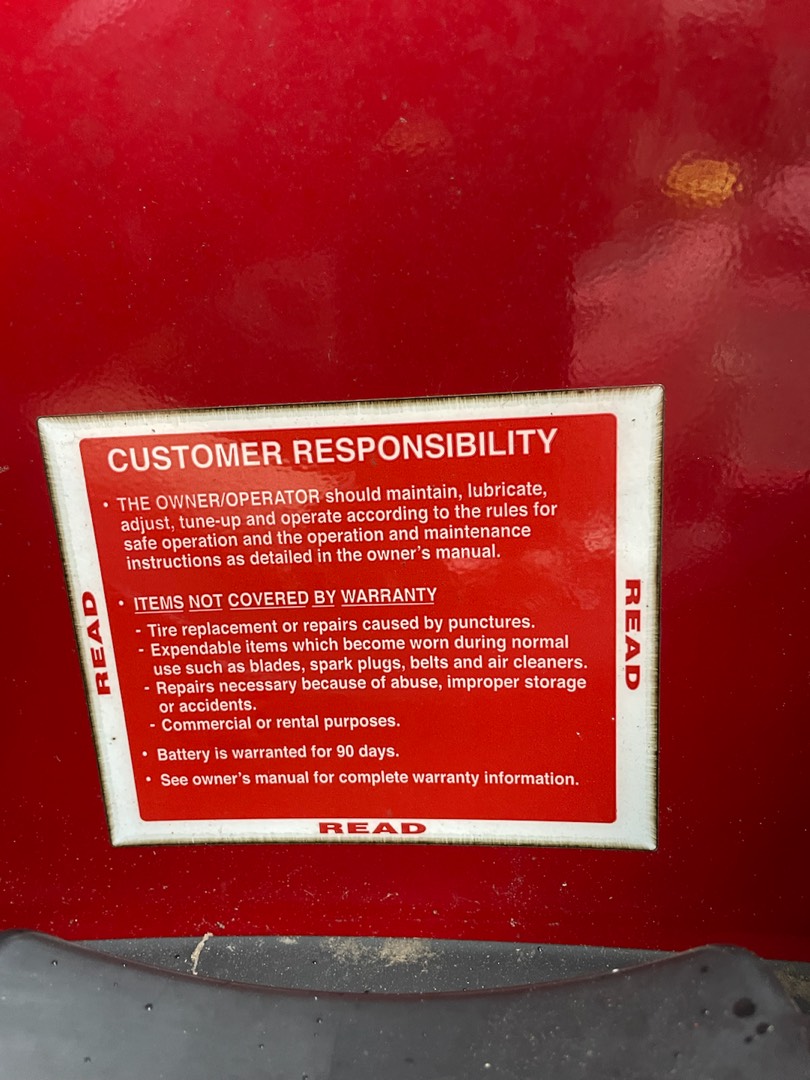 CUSTOMER RESPONSIBILITY
• THE OWNER/OPERATOR should maintain, lubricate,
adjust, tune-up and operate according to the rules for
safe operation and the operation and maintenance
instructions as detailed in the owner's manual.
• ITEMS NOT COVERED BY WARRANTY
- Tire replacement or repairs caused by punctures.
- Expendable items which become worn during normal
use such as blades, spark plugs, belts and air cleaners.
- Repairs necessary because of abuse, improper storage
or accidents.
- Commercial or rental purposes.
• Battery is warranted for 90 days.
• See owner's manual for complete warranty information.
READ
READ
READ